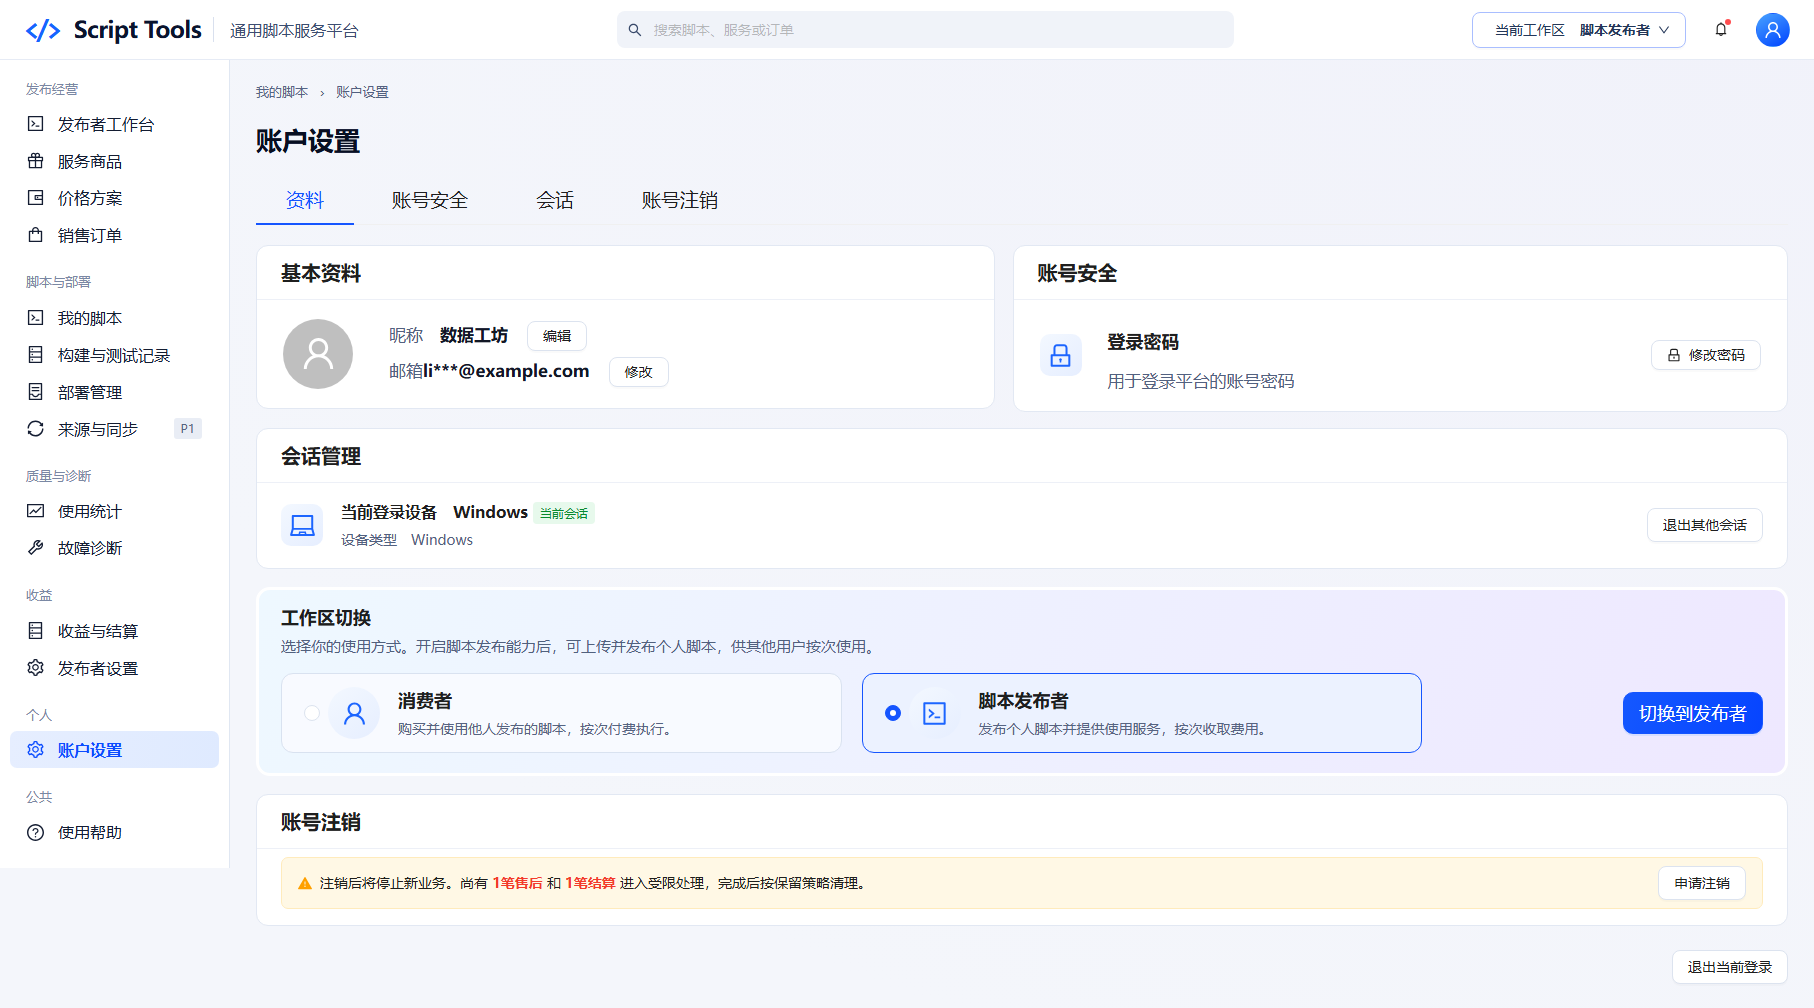 </> Script Tools 通用脚本服务平台 搜索脚本、服务或订单 当前工作区 脚本发布者
发布经营
发布者工作台
服务商品
价格方案
销售订单
脚本与部署
我的脚本
构建与测试记录
部署管理
来源与同步 P1
质量与诊断
使用统计
故障诊断
收益
收益与结算
发布者设置
个人
账户设置
公共
使用帮助
我的脚本 › 账户设置
账户设置
资料 账号安全 会话 账号注销
基本资料
昵称 数据工坊 编辑
邮箱li***@example.com 修改
账号安全
登录密码
用于登录平台的账号密码
修改密码
会话管理
当前登录设备 Windows 当前会话
设备类型 Windows
退出其他会话
工作区切换
选择你的使用方式。开启脚本发布能力后，可上传并发布个人脚本，供其他用户按次使用。
消费者
购买并使用他人发布的脚本，按次付费执行。
脚本发布者
发布个人脚本并提供使用服务，按次收取费用。
切换到发布者
账号注销
注销后将停止新业务。尚有 1笔售后 和 1笔结算 进入受限处理，完成后按保留策略清理。
申请注销
退出当前登录